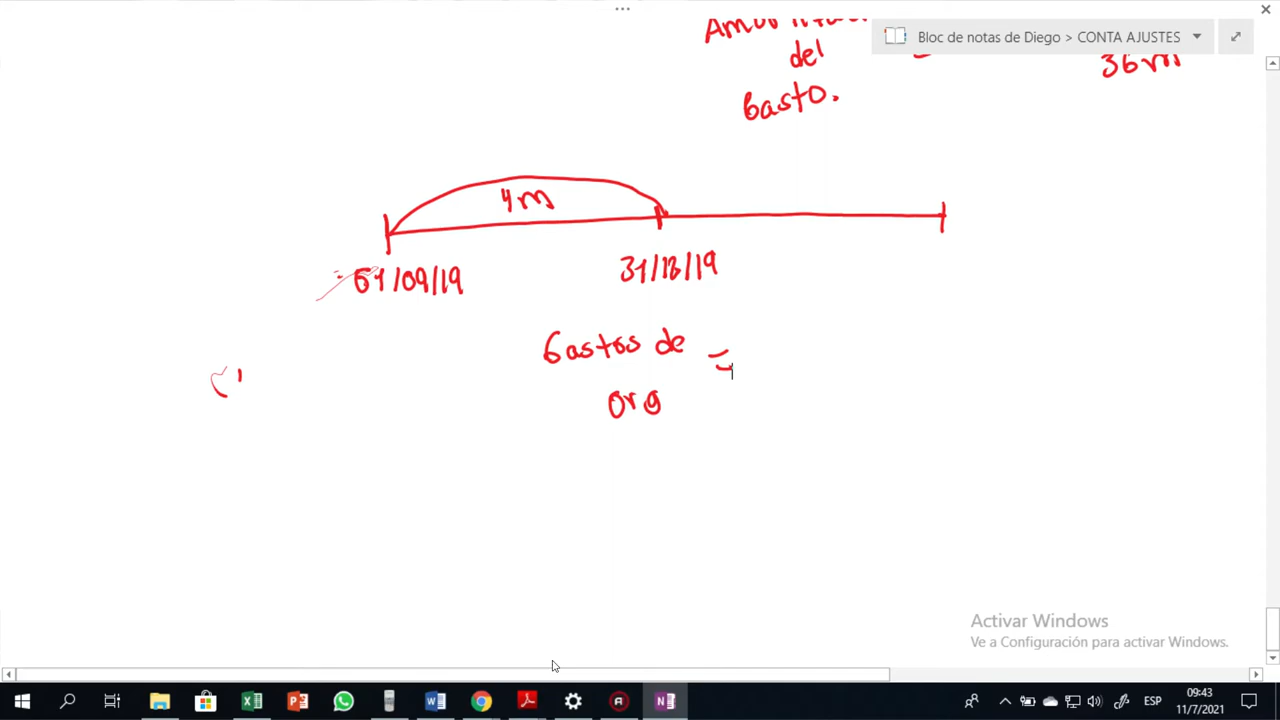 Bloc de notas de Diego > CONTA AJUSTES
del
Gasto.
36m
4m
01/09/19
31/12/19
Gastos de =
Org
Activar Windows
Ve a Configuración para activar Windows.
ESP
09:43
11/7/2021